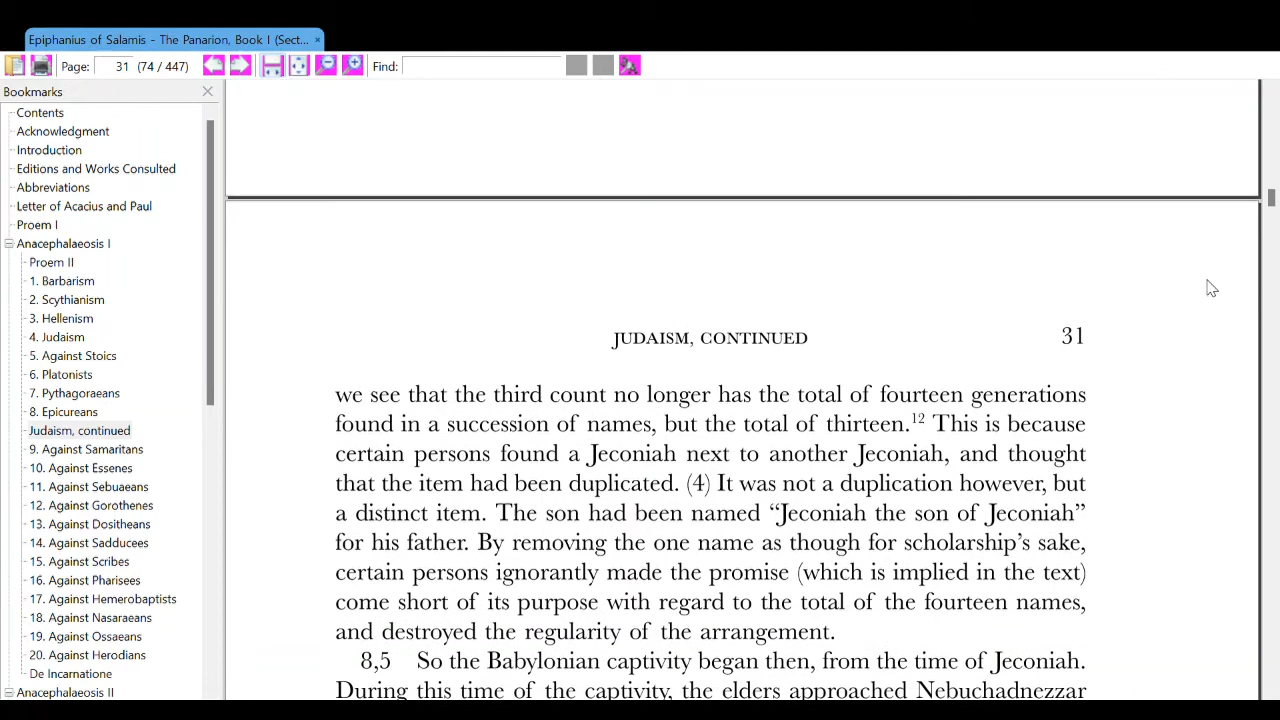 Epiphanius of Salamis - The Panarion, Book I (Sect... ×
Page: 31 (74 / 447) Find:
Bookmarks
Contents
Acknowledgment
Introduction
Editions and Works Consulted
Abbreviations
Letter of Acacius and Paul
Proem I
Anacephalaeosis I
Proem II
1. Barbarism
2. Scythianism
3. Hellenism
4. Judaism
5. Against Stoics
6. Platonists
7. Pythagoraeans
8. Epicureans
Judaism, continued
9. Against Samaritans
10. Against Essenes
11. Against Sebuaeans
12. Against Gorothenes
13. Against Dositheans
14. Against Sadducees
15. Against Scribes
16. Against Pharisees
17. Against Hemerobaptists
18. Against Nasaraeans
19. Against Ossaeans
20. Against Herodians
De Incarnatione
Anacephalaeosis II
JUDAISM, CONTINUED 31
we see that the third count no longer has the total of fourteen generations
found in a succession of names, but the total of thirteen.12 This is because
certain persons found a Jeconiah next to another Jeconiah, and thought
that the item had been duplicated. (4) It was not a duplication however, but
a distinct item. The son had been named “Jeconiah the son of Jeconiah”
for his father. By removing the one name as though for scholarship’s sake,
certain persons ignorantly made the promise (which is implied in the text)
come short of its purpose with regard to the total of the fourteen names,
and destroyed the regularity of the arrangement.
8,5 So the Babylonian captivity began then, from the time of Jeconiah.
During this time of the captivity, the elders approached Nebuchadnezzar